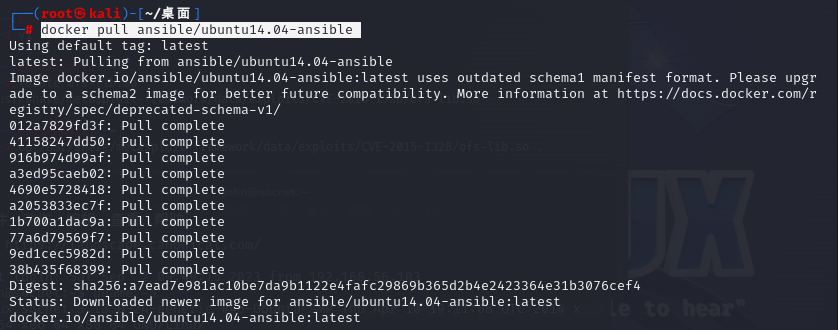 ┌──(root㉿kali)-[~/桌面]
└─# docker pull ansible/ubuntu14.04-ansible
Using default tag: latest
latest: Pulling from ansible/ubuntu14.04-ansible
Image docker.io/ansible/ubuntu14.04-ansible:latest uses outdated schema1 manifest format. Please upgr
ade to a schema2 image for better future compatibility. More information at https://docs.docker.com/r
egistry/spec/deprecated-schema-v1/
012a7829fd3f: Pull complete
41158247dd50: Pull complete
916b974d99af: Pull complete
a3ed95caeb02: Pull complete
4690e5728418: Pull complete
a2053833ec7f: Pull complete
1b700a1dac9a: Pull complete
77a6d79569f7: Pull complete
9ed1cec5982d: Pull complete
38b435f68399: Pull complete
Digest: sha256:a7ead7e981ac10be7da9b1122e4fafc29869b365d2b4e2423364e31b3076cef4
Status: Downloaded newer image for ansible/ubuntu14.04-ansible:latest
docker.io/ansible/ubuntu14.04-ansible:latest